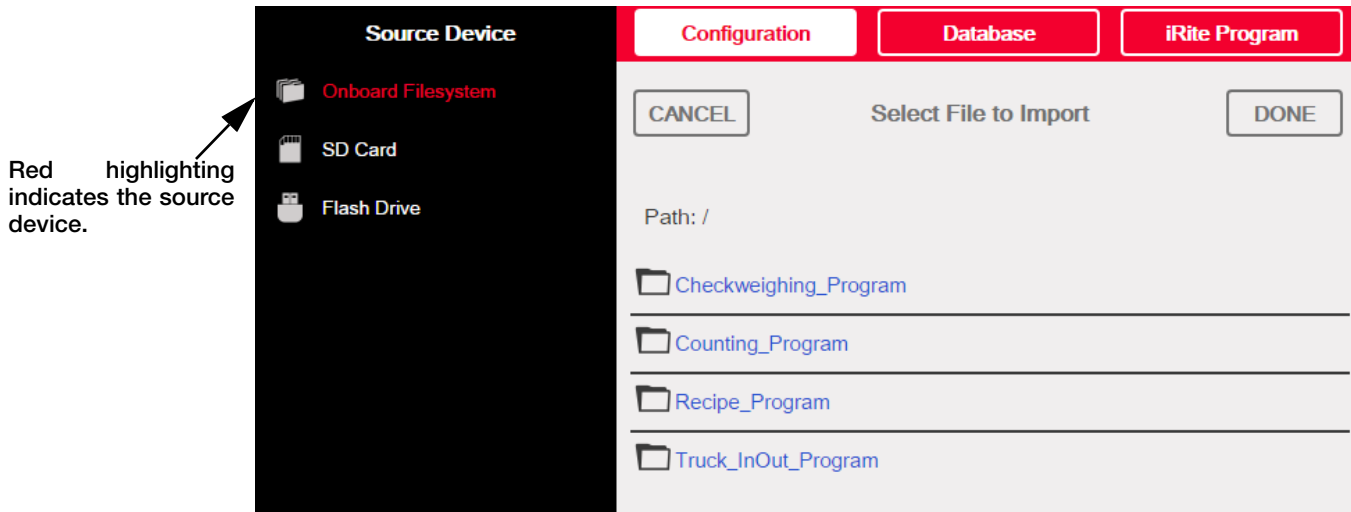 Source Device
Onboard Filesystem
SD Card
Flash Drive
Red highlighting
indicates the source
device.
Configuration
Database
iRite Program
CANCEL
Select File to Import
DONE
Path: /
Checkweighing_Program
Counting_Program
Recipe_Program
Truck_InOut_Program